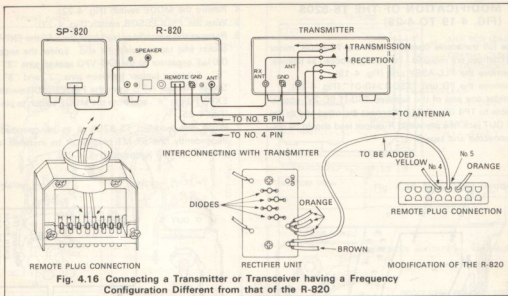 SP-820
R-820
TRANSMITTER
SPEAKER
REMOTE GND
ANT
RX
ANT
GND
ANT
TRANSMISSION
RECEPTION
TO NO. 5 PIN
TO ANTENNA
TO NO. 4 PIN
INTERCONNECTING WITH TRANSMITTER
TO BE ADDED
YELLOW
No. 4
No. 5
ORANGE
GND
DIODES
ORANGE
BROWN
REMOTE PLUG CONNECTION
REMOTE PLUG CONNECTION
RECTIFIER UNIT
MODIFICATION OF THE R-820
Fig. 4.16 Connecting a Transmitter or Transceiver having a Frequency
Configuration Different from that of the R-820